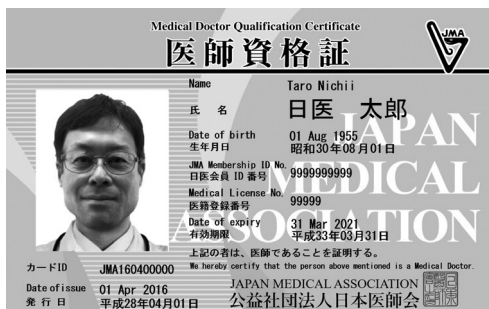 Medical Doctor Qualification Certificate
医師資格証
JMA
Name Taro Nichii
氏 名 日医 太郎
Date of birth 01 Aug 1955
生年月日 昭和30年08月01日
JMA Membership ID No.
日医会員 ID 番号 9999999999
Medical License No.
医籍登録番号 99999
Date of expiry 31 Mar 2021
有効期限 平成33年03月31日
上記の者は、医師であることを証明する。
We hereby certify that the person above mentioned is a Medical Doctor.
カードID JMA160400000
Date of issue 01 Apr 2016
発 行 日 平成28年04月01日
JAPAN MEDICAL ASSOCIATION
公益社団法人日本医師会
JAPAN
MEDICAL
ASSOCIATION